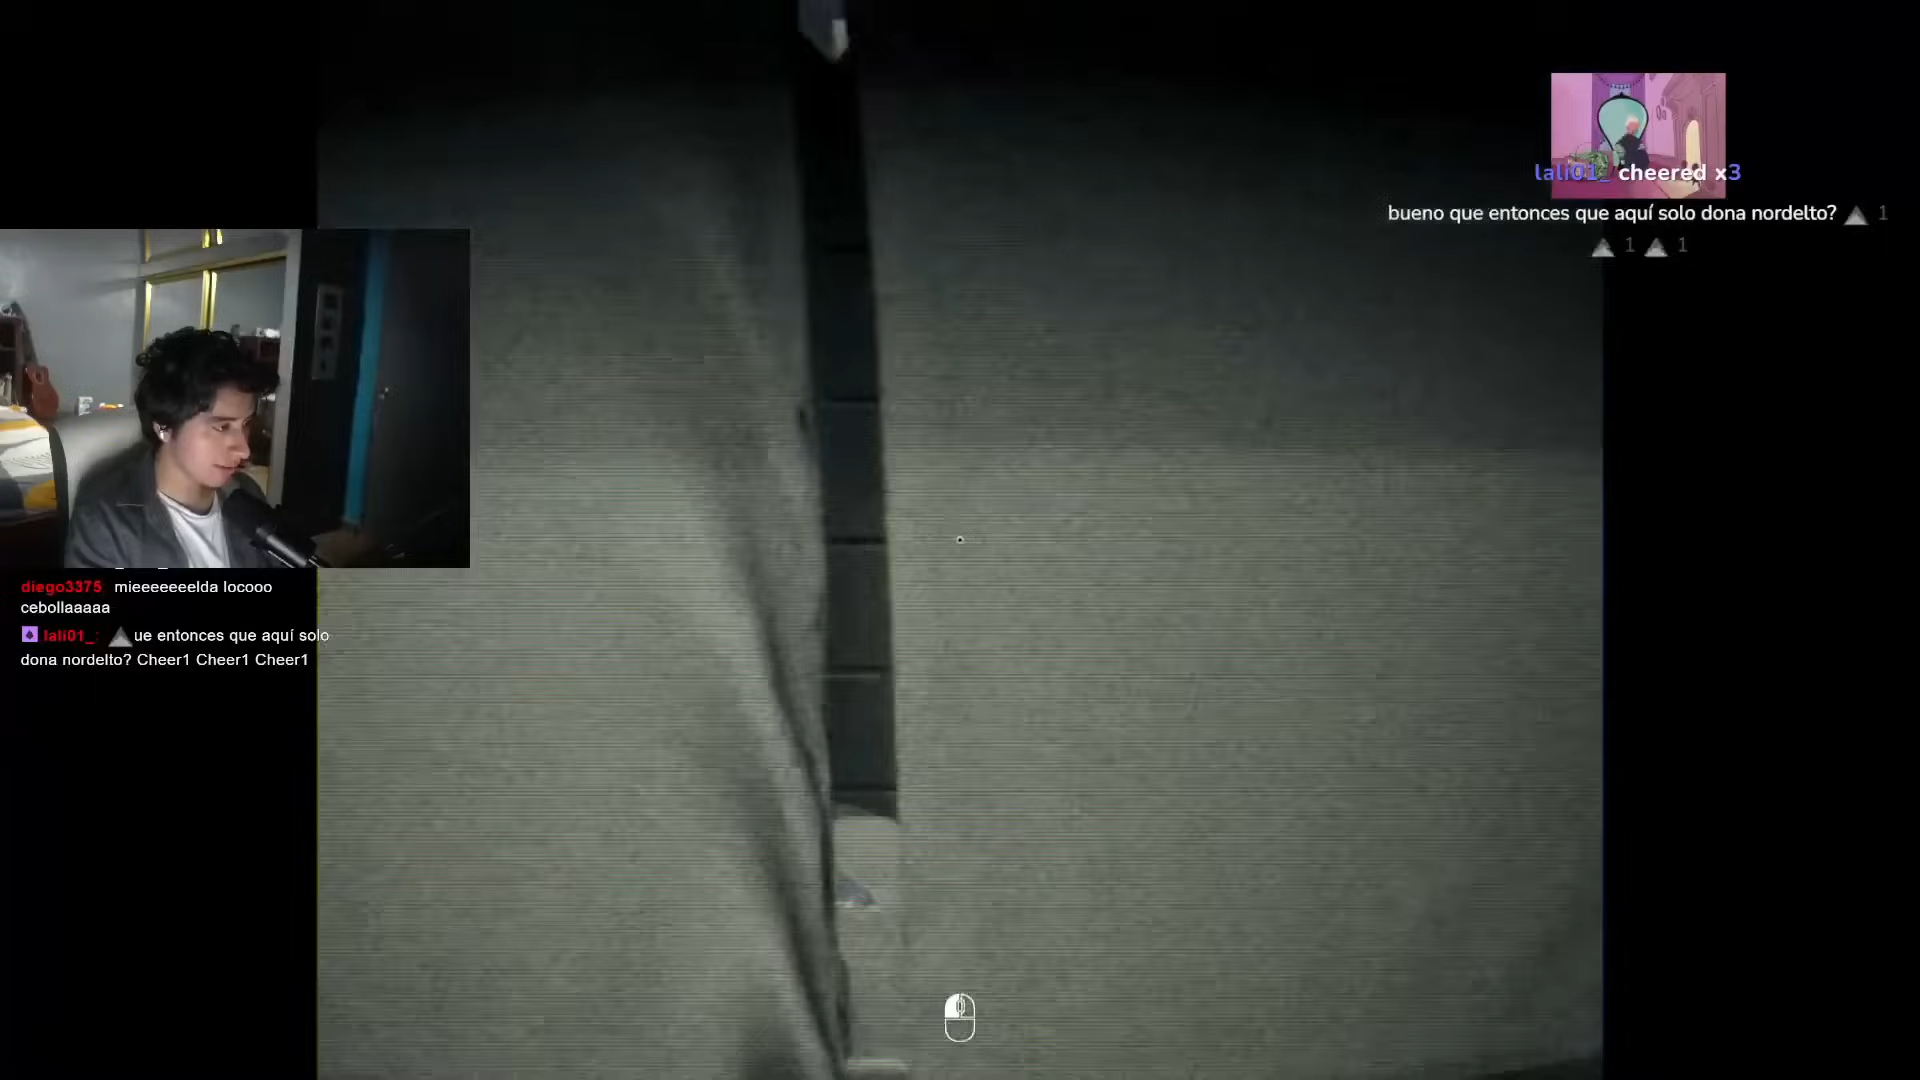 lali01_ cheered x3
bueno que entonces que aquí solo dona nordelto? 1
1 1
diego3375 mieeeeeeelda locooo
cebollaaaaa
lali01_: ue entonces que aquí solo
dona nordelto? Cheer1 Cheer1 Cheer1